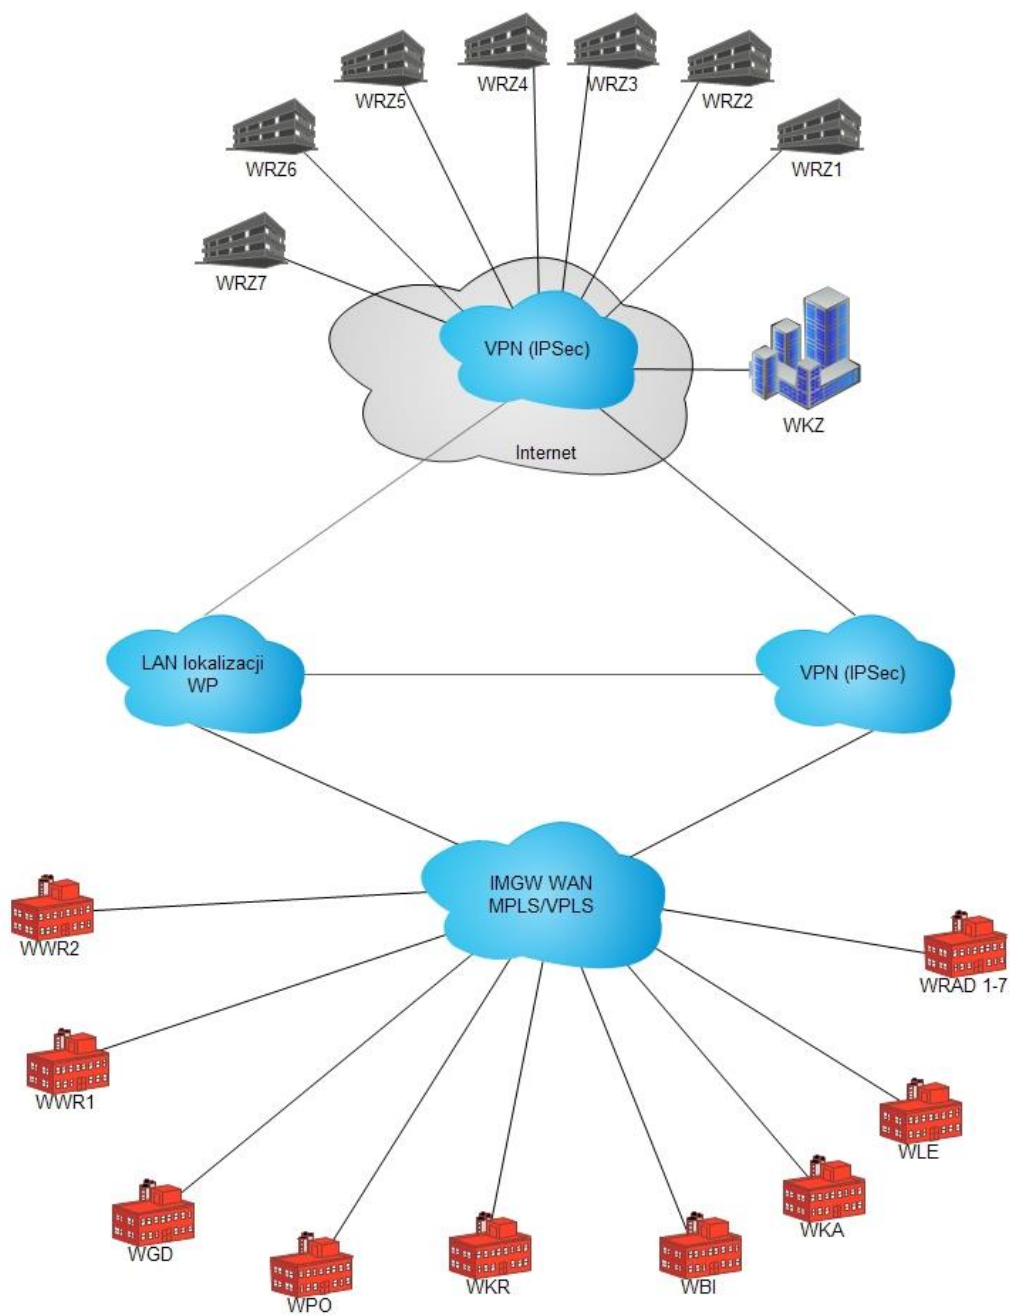 WRZ4
WRZ3
WRZ5
WRZ2
WRZ6
WRZ1
WRZ7
VPN (IPSec)
WKZ
Internet
LAN lokalizacji
WP
VPN (IPSec)
IMGW WAN
MPLS/VPLS
WWR2
WRAD 1-7
WWR1
WLE
WKA
WGD
WPO
WKR
WBI